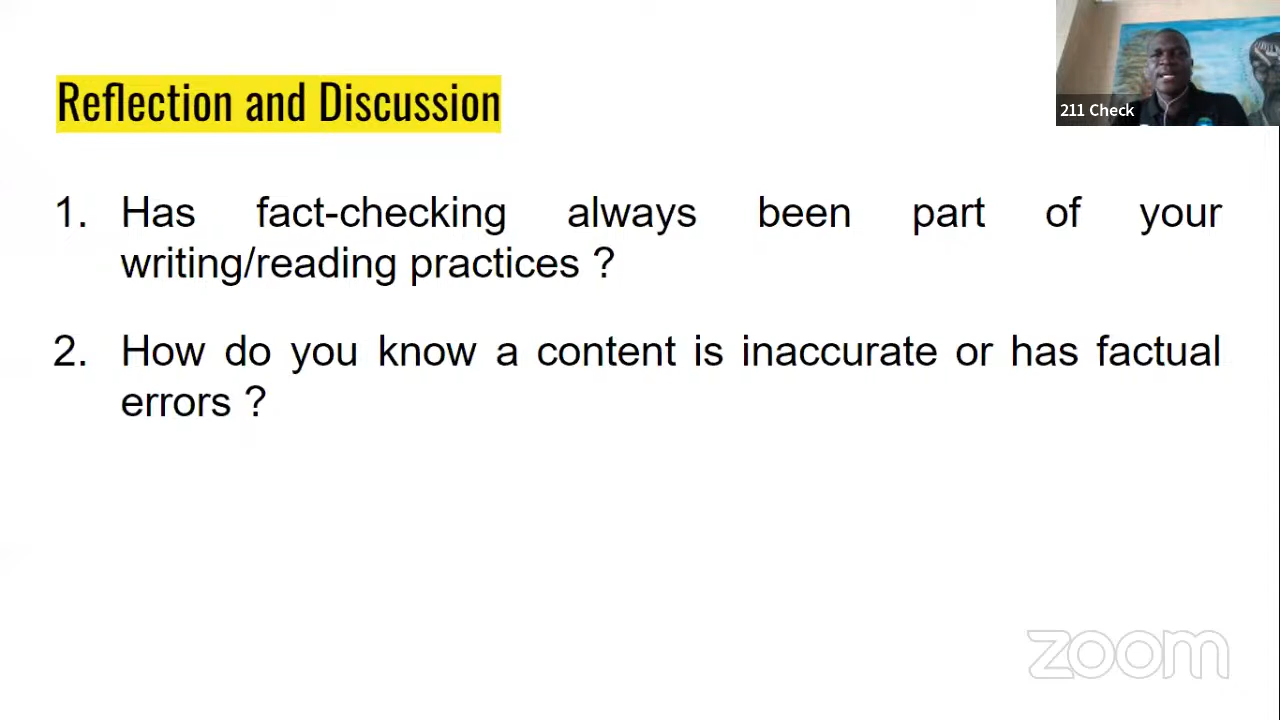 Reflection and Discussion
211 Check
1. Has fact-checking always been part of your
writing/reading practices ?
2. How do you know a content is inaccurate or has factual
errors ?
zoom